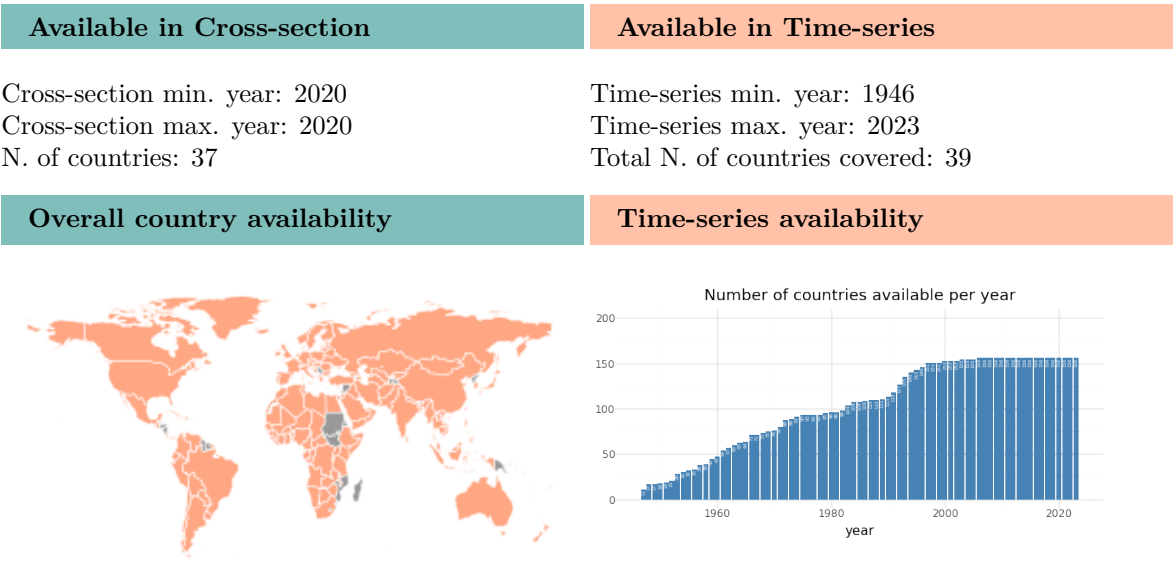 Available in Cross-section
Available in Time-series
Cross-section min. year: 2020
Cross-section max. year: 2020
N. of countries: 37
Time-series min. year: 1946
Time-series max. year: 2023
Total N. of countries covered: 39
Overall country availability
Time-series availability
Number of countries available per year
200
150
100
50
0
1960 1980 2000 2020
year